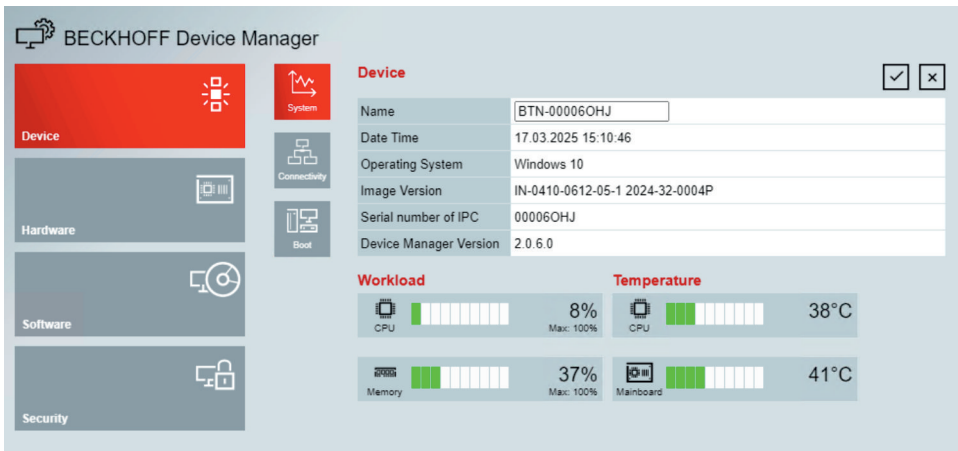 BECKHOFF Device Manager
Device
Hardware
Software
Security
System
Connectivity
Boot
Device
Name BTN-00006OHJ
Date Time 17.03.2025 15:10:46
Operating System Windows 10
Image Version IN-0410-0612-05-1 2024-32-0004P
Serial number of IPC 00006OHJ
Device Manager Version 2.0.6.0
Workload Temperature
CPU 8% Max: 100% CPU 38°C
Memory 37% Max: 100% Mainboard 41°C